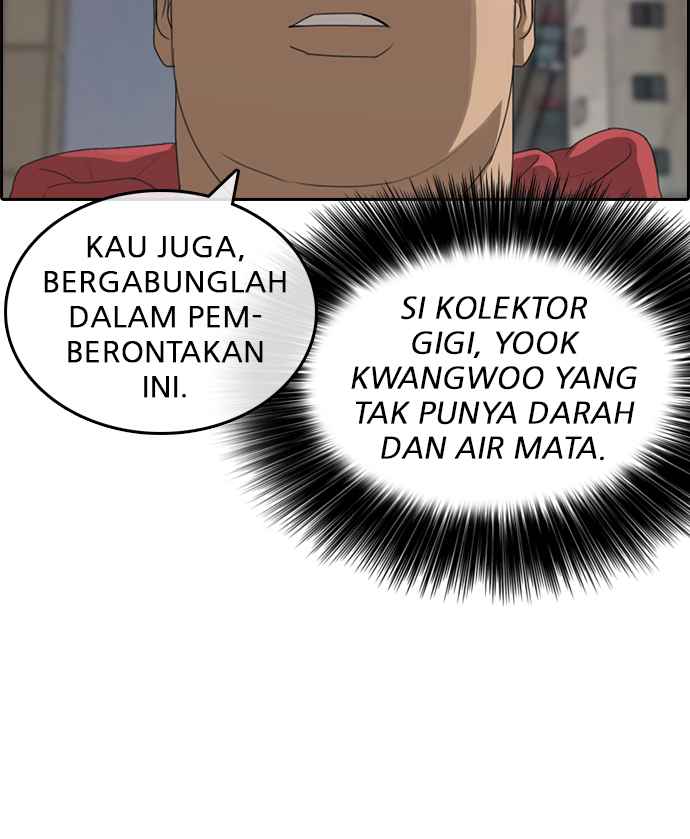 KAU JUGA,
BERGABUNGLAH
DALAM PEM-
BERONTAKAN
INI.
SI KOLEKTOR
GIGI, YOOK
KWANGWOO YANG
TAK PUNYA DARAH
DAN AIR MATA.